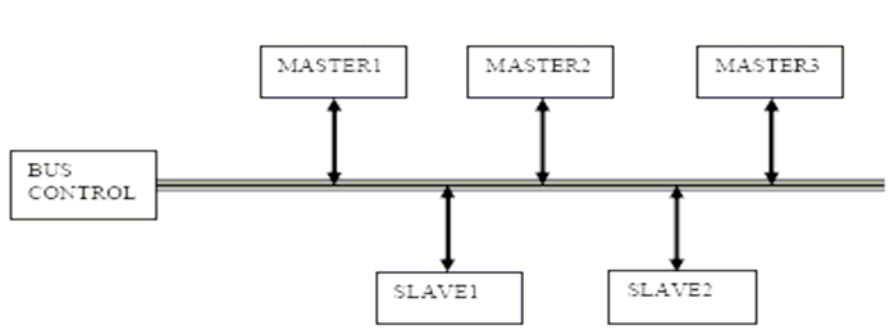 MASTER1
MASTER2
MASTER3
BUS
CONTROL
SLAVE1
SLAVE2